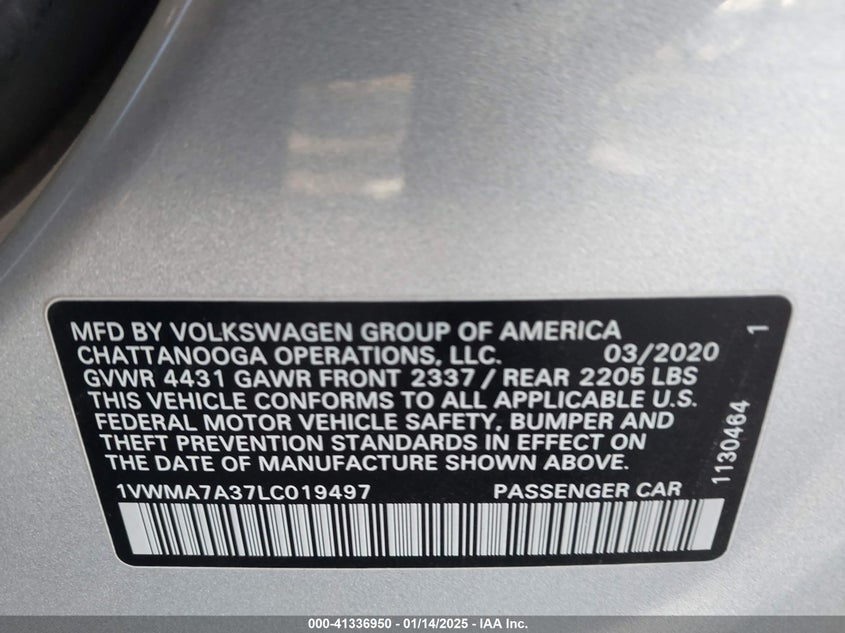 MFD BY VOLKSWAGEN GROUP OF AMERICA
CHATTANOOGA OPERATIONS, LLC. 03/2020
GVWR 4431 GAWR FRONT 2337 / REAR 2205 LBS
THIS VEHICLE CONFORMS TO ALL APPLICABLE U.S.
FEDERAL MOTOR VEHICLE SAFETY, BUMPER AND
THEFT PREVENTION STANDARDS IN EFFECT ON
THE DATE OF MANUFACTURE SHOWN ABOVE.
1VWMA7A37LC019497 PASSENGER CAR
1130464 1
000-41336950 - 01/14/2025 - IAA Inc.